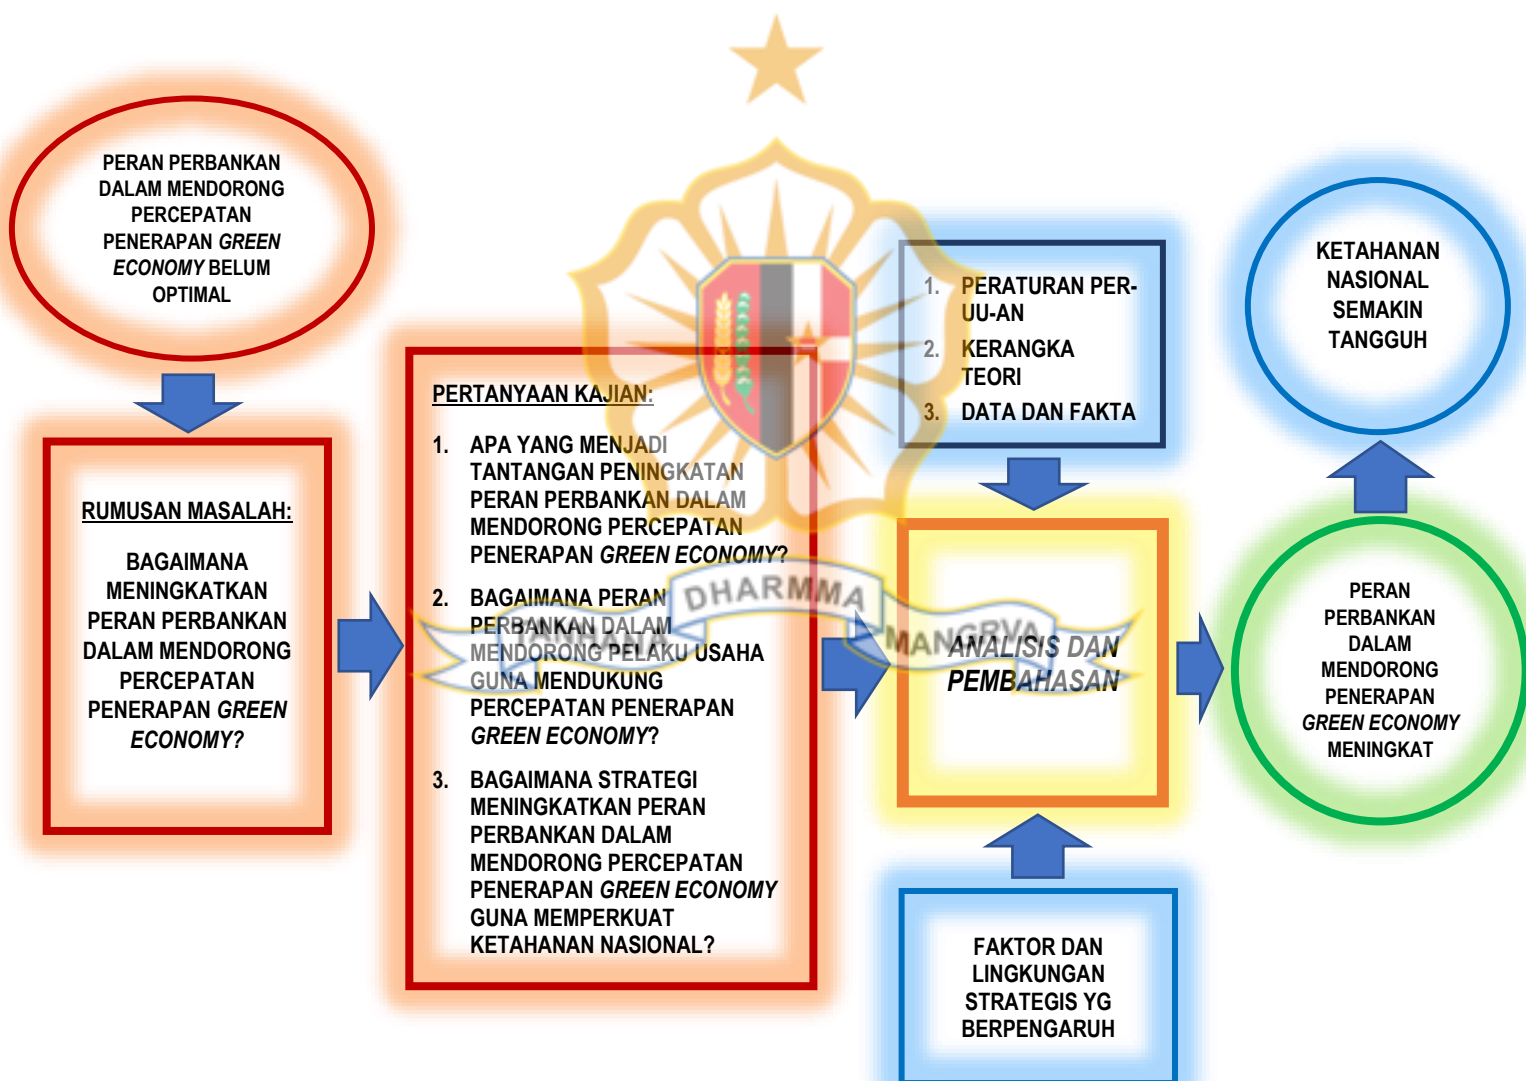 PERAN PERBANKAN
DALAM MENDORONG
PERCEPATAN
PENERAPAN GREEN
ECONOMY BELUM
OPTIMAL
RUMUSAN MASALAH:
BAGAIMANA
MENINGKATKAN
PERAN PERBANKAN
DALAM MENDORONG
PERCEPATAN
PENERAPAN GREEN
ECONOMY?
PERTANYAAN KAJIAN:
1. APA YANG MENJADI
TANTANGAN PENINGKATAN
PERAN PERBANKAN DALAM
MENDORONG PERCEPATAN
PENERAPAN GREEN ECONOMY?
2. BAGAIMANA PERAN
PERBANKAN DALAM
MENDORONG PELAKU USAHA
GUNA MENDUKUNG
PERCEPATAN PENERAPAN
GREEN ECONOMY?
3. BAGAIMANA STRATEGI
MENINGKATKAN PERAN
PERBANKAN DALAM
MENDORONG PERCEPATAN
PENERAPAN GREEN ECONOMY
GUNA MEMPERKUAT
KETAHANAN NASIONAL?
TANHANA DHARMMA MANGRVA
1. PERATURAN PER-
UU-AN
2. KERANGKA
TEORI
3. DATA DAN FAKTA
ANALISIS DAN
PEMBAHASAN
FAKTOR DAN
LINGKUNGAN
STRATEGIS YG
BERPENGARUH
KETAHANAN
NASIONAL
SEMAKIN
TANGGUH
PERAN
PERBANKAN
DALAM
MENDORONG
PENERAPAN
GREEN ECONOMY
MENINGKAT